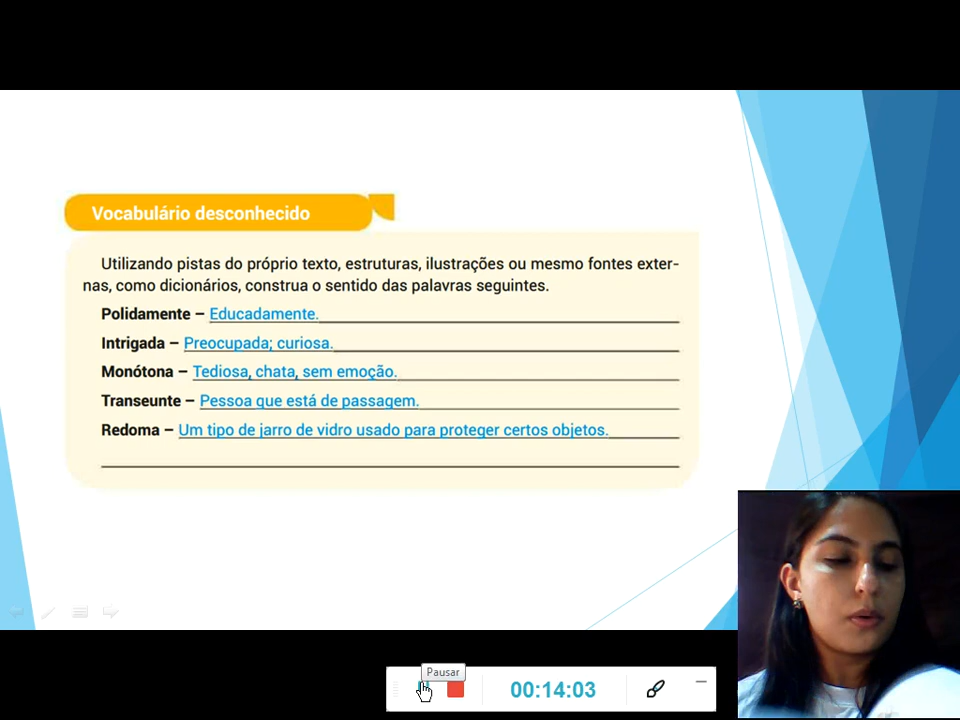 Vocabulário desconhecido
Utilizando pistas do próprio texto, estruturas, ilustrações ou mesmo fontes exter-
nas, como dicionários, construa o sentido das palavras seguintes.
Polidamente – Educadamente.
Intrigada – Preocupada; curiosa.
Monótona – Tediosa, chata, sem emoção.
Transeunte – Pessoa que está de passagem.
Redoma – Um tipo de jarro de vidro usado para proteger certos objetos.
Pausar
00:14:03